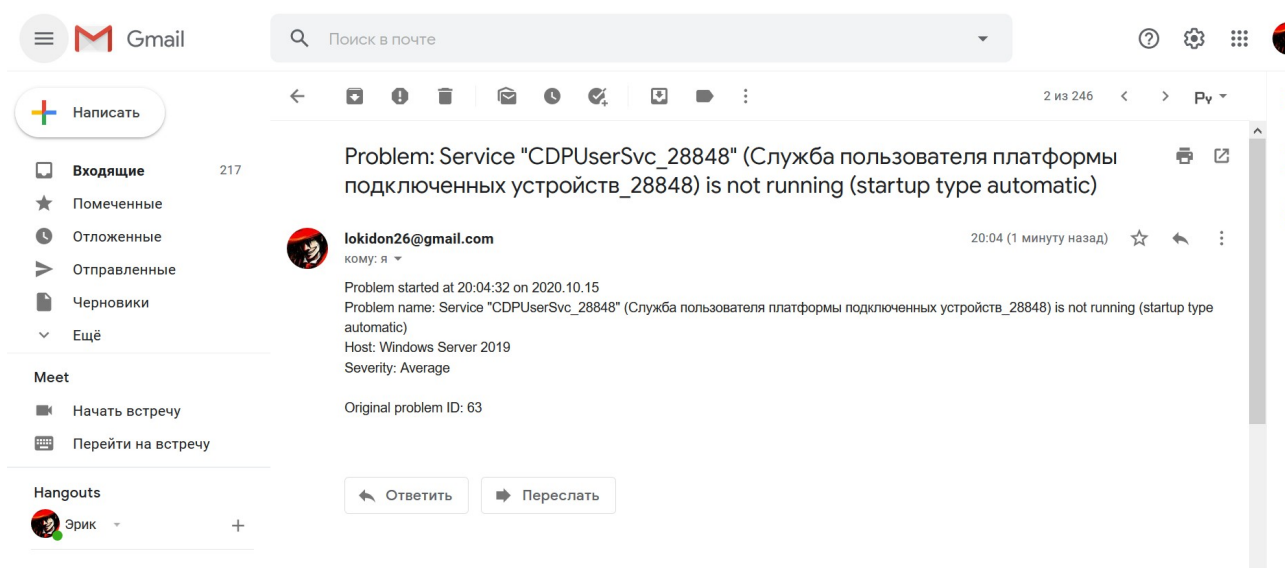 Gmail
Поиск в почте
Написать
2 из 246
Ру
Входящие 217
Помеченные
Отложенные
Отправленные
Черновики
Ещё
Meet
Начать встречу
Перейти на встречу
Hangouts
Эрик
Problem: Service "CDPUserSvc_28848" (Служба пользователя платформы
подключенных устройств_28848) is not running (startup type automatic)
lokidon26@gmail.com
20:04 (1 минуту назад)
кому: я
Problem started at 20:04:32 on 2020.10.15
Problem name: Service "CDPUserSvc_28848" (Служба пользователя платформы подключенных устройств_28848) is not running (startup type
automatic)
Host: Windows Server 2019
Severity: Average
Original problem ID: 63
Ответить
Переслать